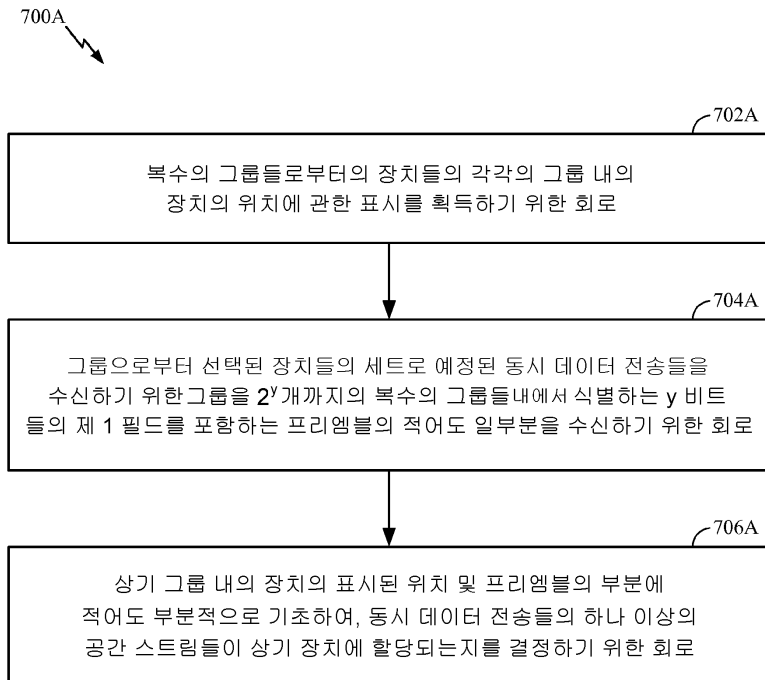 700A
702A
복수의 그룹들로부터의 장치들의 각각의 그룹 내의
장치의 위치에 관한 표시를 획득하기 위한 회로
704A
그룹으로부터 선택된 장치들의 세트로 예정된 동시 데이터 전송들을
수신하기 위한그룹을 2^y개까지의 복수의 그룹들내에서 식별하는 y 비트
들의 제 1 필드를 포함하는 프리엠블의 적어도 일부분을 수신하기 위한 회로
706A
상기 그룹 내의 장치의 표시된 위치 및 프리엠블의 부분에
적어도 부분적으로 기초하여, 동시 데이터 전송들의 하나 이상의
공간 스트림들이 상기 장치에 할당되는지를 결정하기 위한 회로